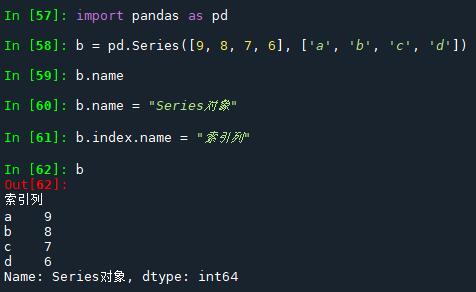 In [57]: import pandas as pd
In [58]: b = pd.Series([9, 8, 7, 6], ['a', 'b', 'c', 'd'])
In [59]: b.name
In [60]: b.name = "Series对象"
In [61]: b.index.name = "索引列"
In [62]: b
Out[62]:
索引列
a    9
b    8
c    7
d    6
Name: Series对象, dtype: int64